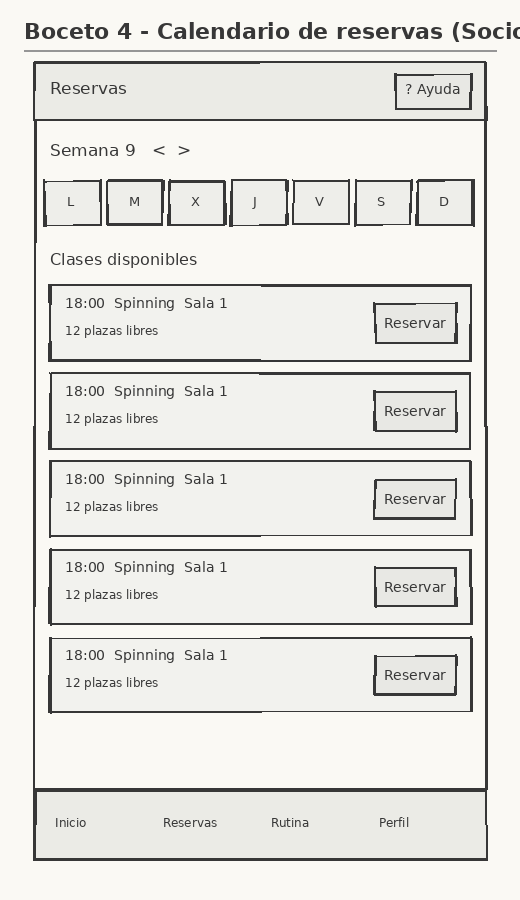 Boceto 4 - Calendario de reservas (Socio
Reservas
? Ayuda
Semana 9 < >
L M X J V S D
Clases disponibles
18:00 Spinning Sala 1
12 plazas libres
Reservar
18:00 Spinning Sala 1
12 plazas libres
Reservar
18:00 Spinning Sala 1
12 plazas libres
Reservar
18:00 Spinning Sala 1
12 plazas libres
Reservar
18:00 Spinning Sala 1
12 plazas libres
Reservar
Inicio Reservas Rutina Perfil